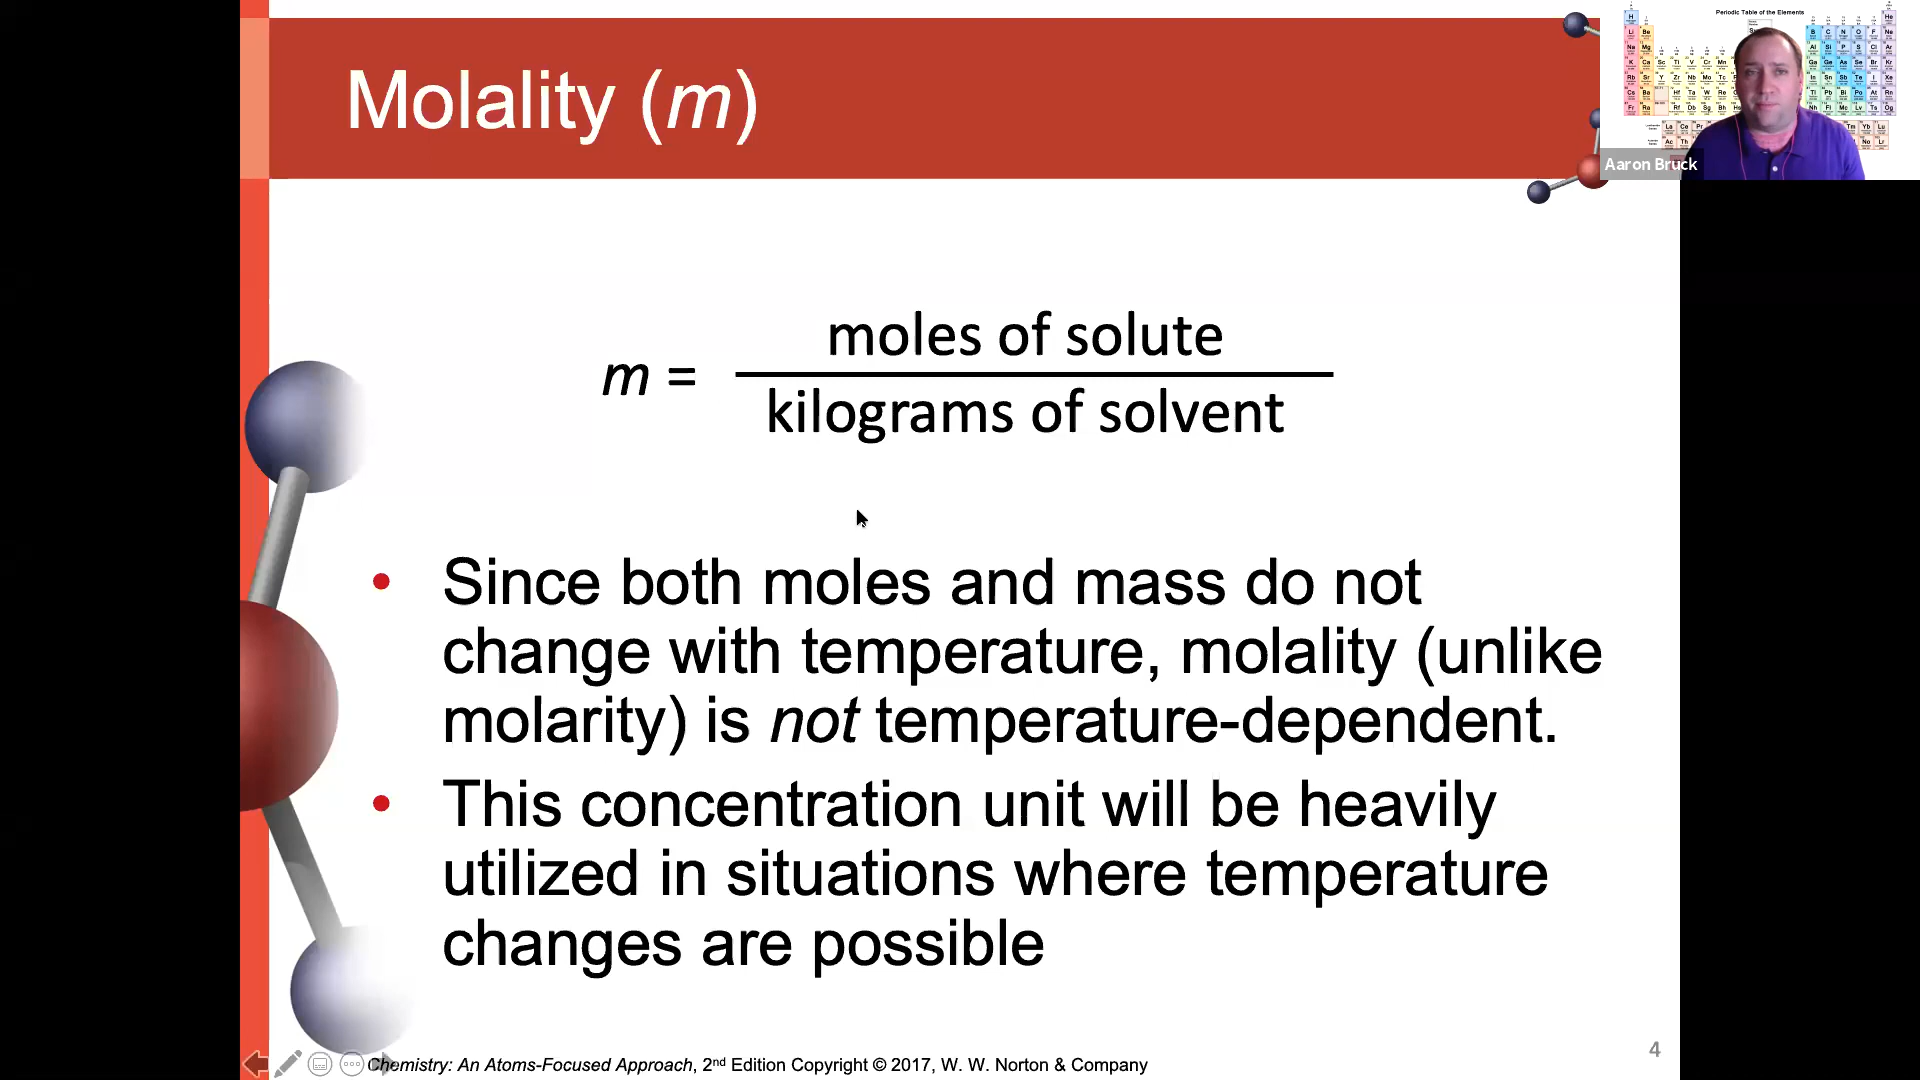 Molality (m)
Periodic Table of the Elements
Aaron Bruck
moles of solute
m =
kilograms of solvent
• Since both moles and mass do not
change with temperature, molality (unlike
molarity) is not temperature-dependent.
• This concentration unit will be heavily
utilized in situations where temperature
changes are possible
Chemistry: An Atoms-Focused Approach, 2nd Edition Copyright © 2017, W. W. Norton & Company
4